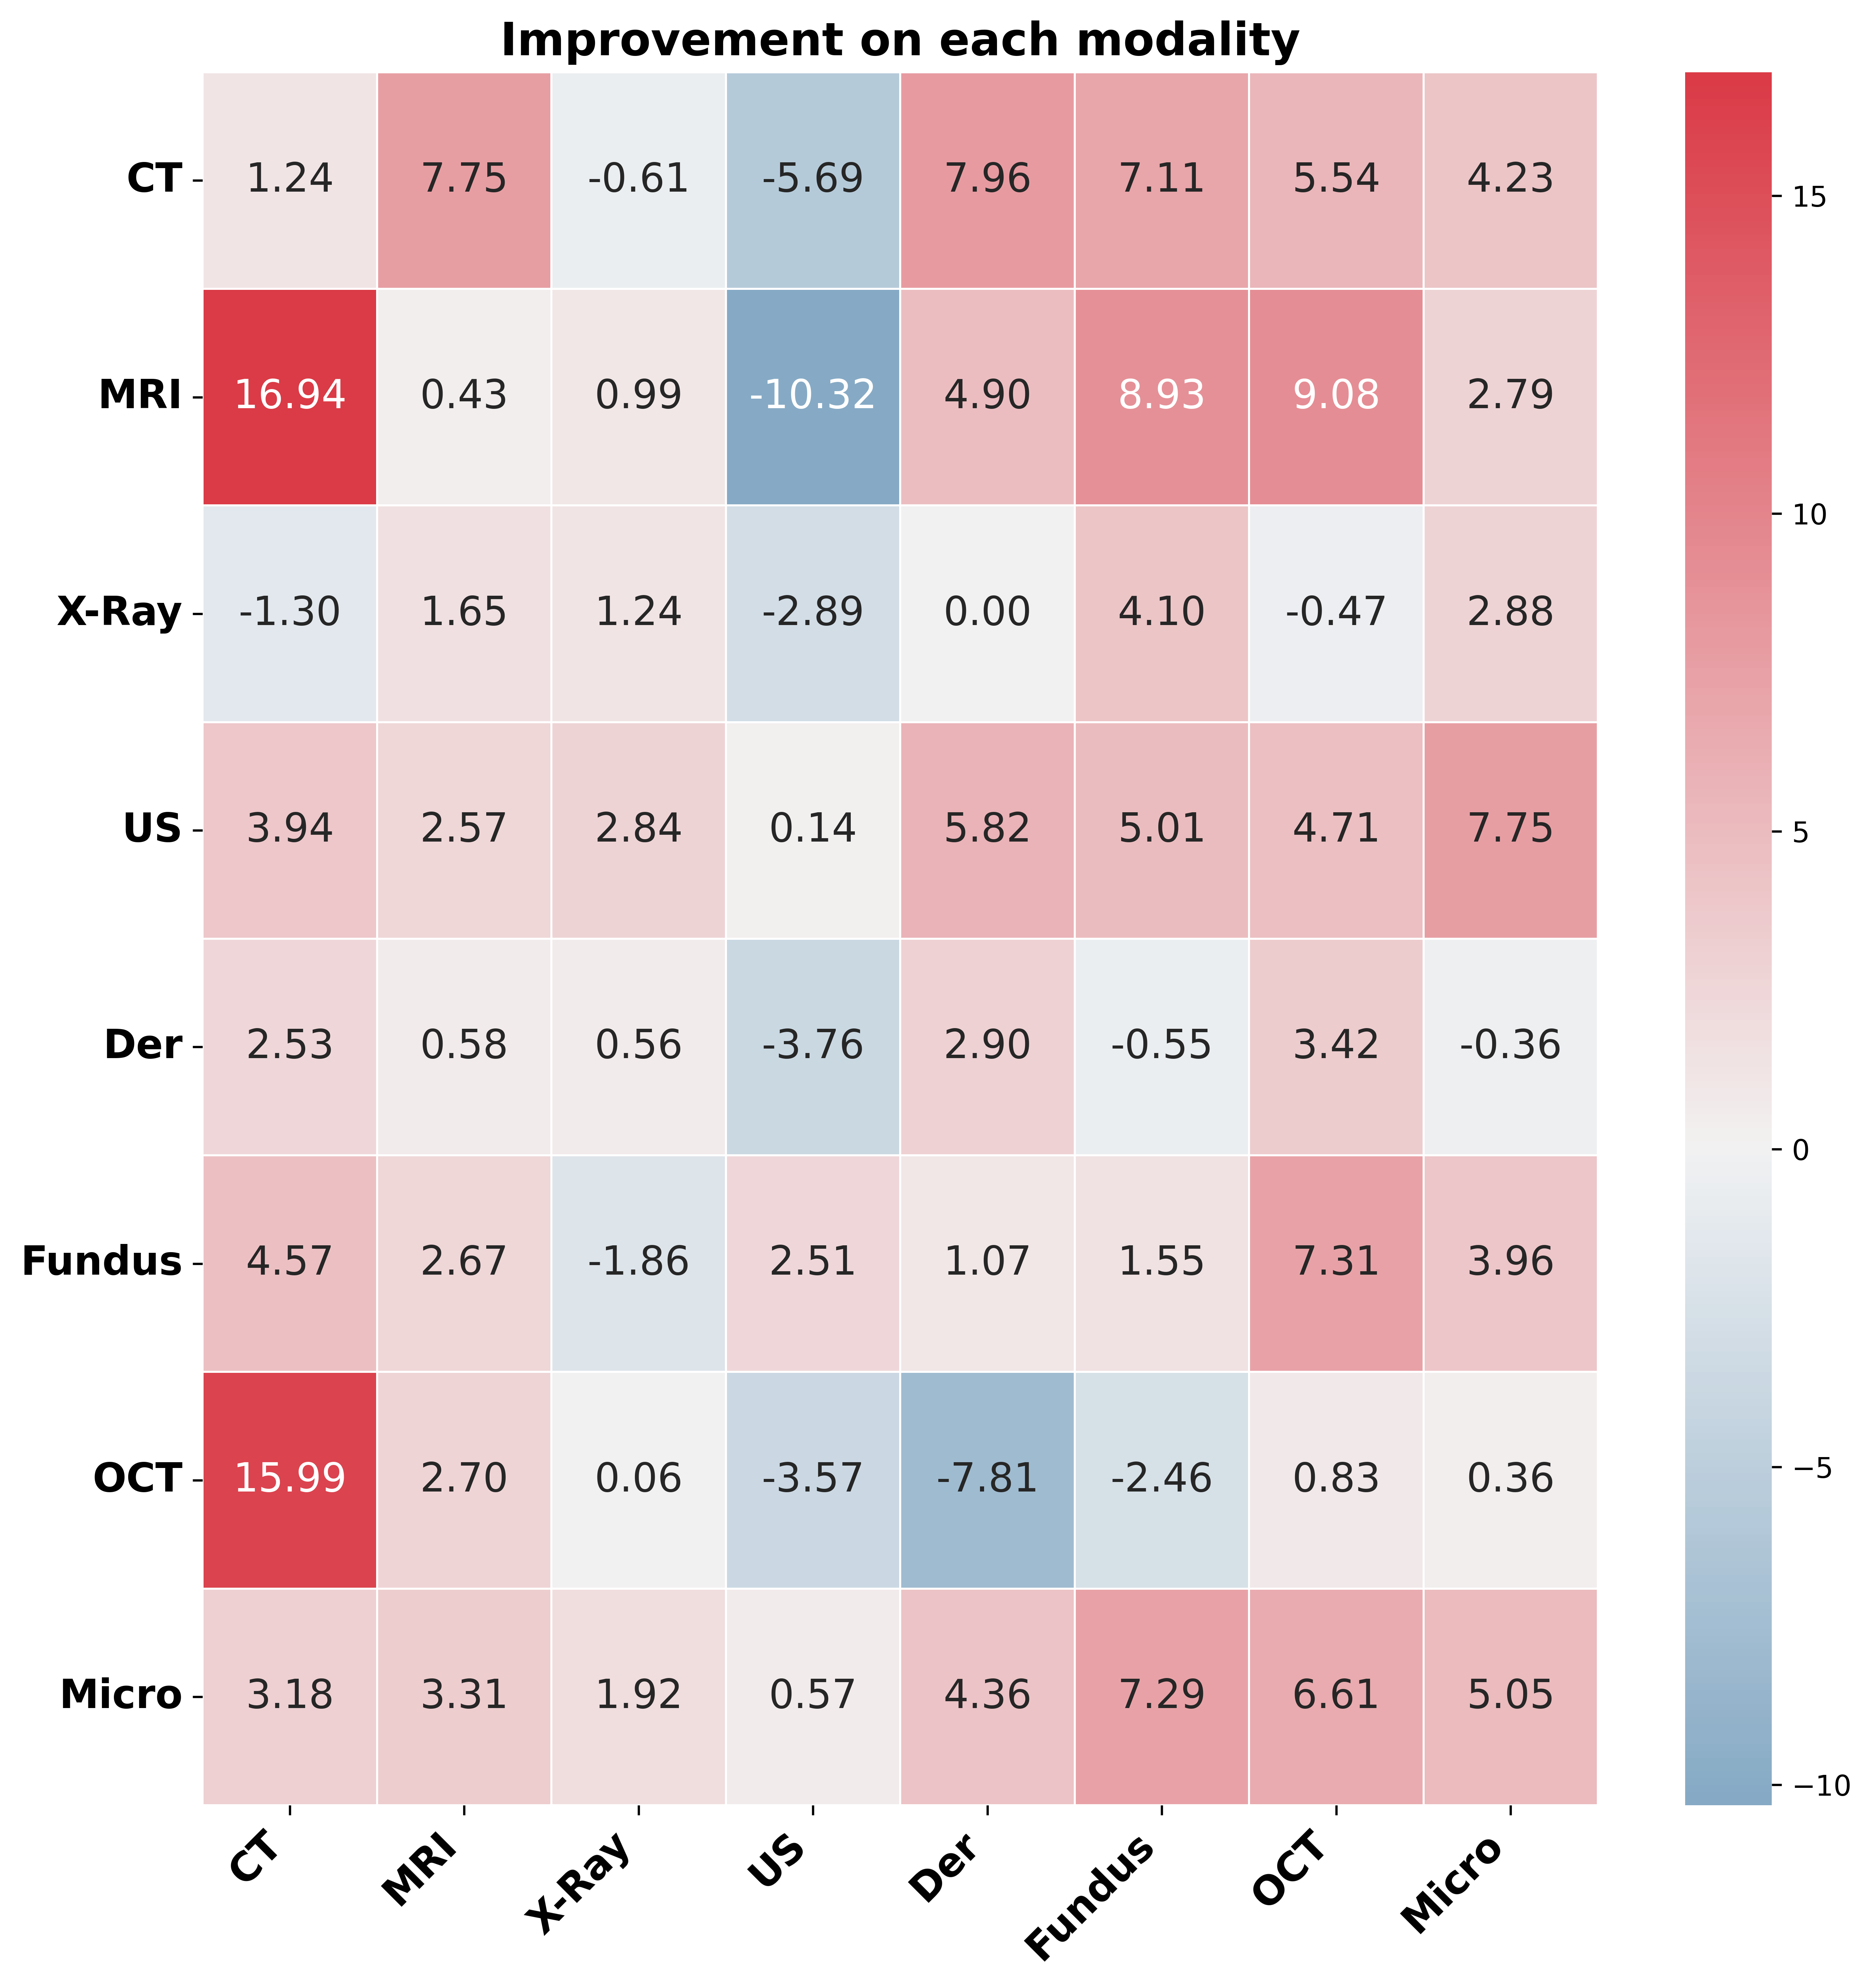 Improvement on each modality
CT 1.24 7.75 -0.61 -5.69 7.96 7.11 5.54 4.23
MRI 16.94 0.43 0.99 -10.32 4.90 8.93 9.08 2.79
X-Ray -1.30 1.65 1.24 -2.89 0.00 4.10 -0.47 2.88
US 3.94 2.57 2.84 0.14 5.82 5.01 4.71 7.75
Der 2.53 0.58 0.56 -3.76 2.90 -0.55 3.42 -0.36
Fundus 4.57 2.67 -1.86 2.51 1.07 1.55 7.31 3.96
OCT 15.99 2.70 0.06 -3.57 -7.81 -2.46 0.83 0.36
Micro 3.18 3.31 1.92 0.57 4.36 7.29 6.61 5.05
CT MRI X-Ray US Der Fundus OCT Micro
15
10
5
0
−5
−10